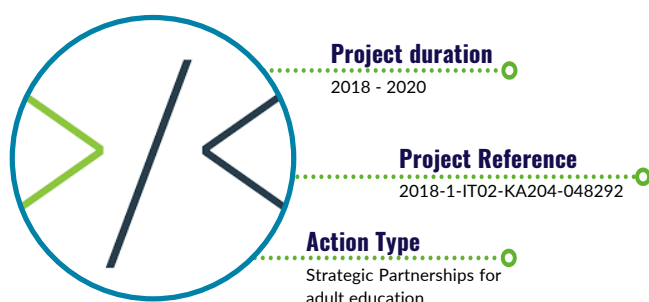 Project duration
2018 - 2020
Project Reference
2018-1-IT02-KA204-048292
Action Type
Strategic Partnerships for
adult education